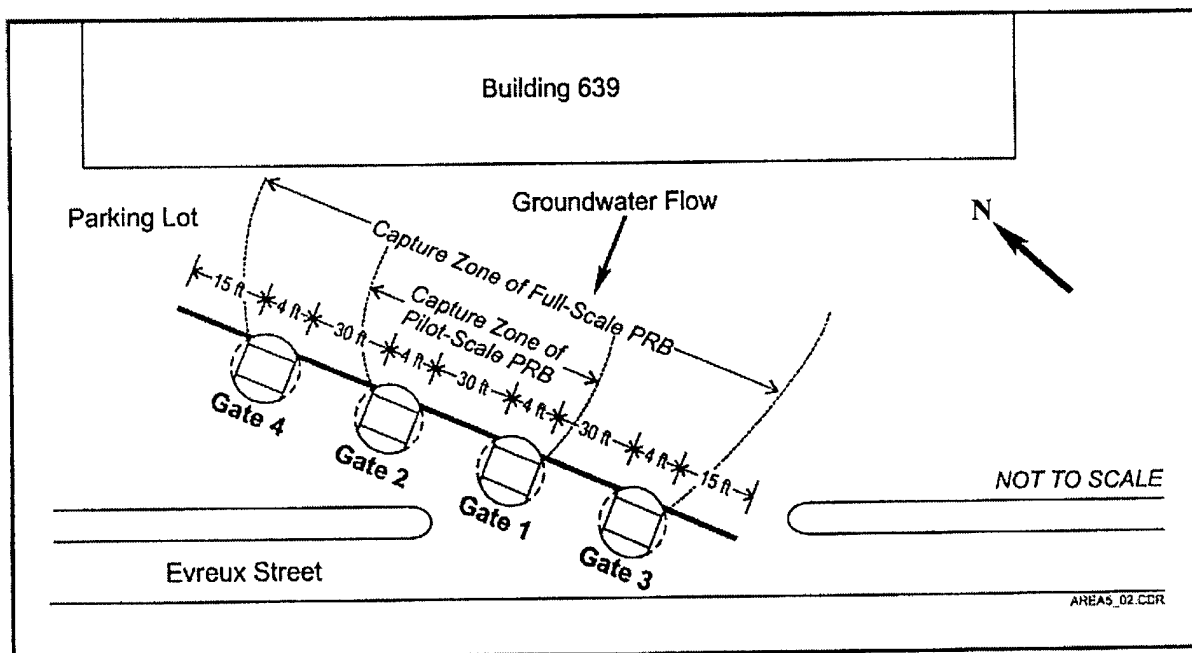 Building 639
Parking Lot
Groundwater Flow
N
Capture Zone of Full-Scale PRB
Capture Zone of
Pilot-Scale PRB
15 ft
4 ft
30 ft
4 ft
30 ft
4 ft
30 ft
4 ft
15 ft
Gate 4
Gate 2
Gate 1
Gate 3
NOT TO SCALE
Evreux Street
AREA5_02.CDR